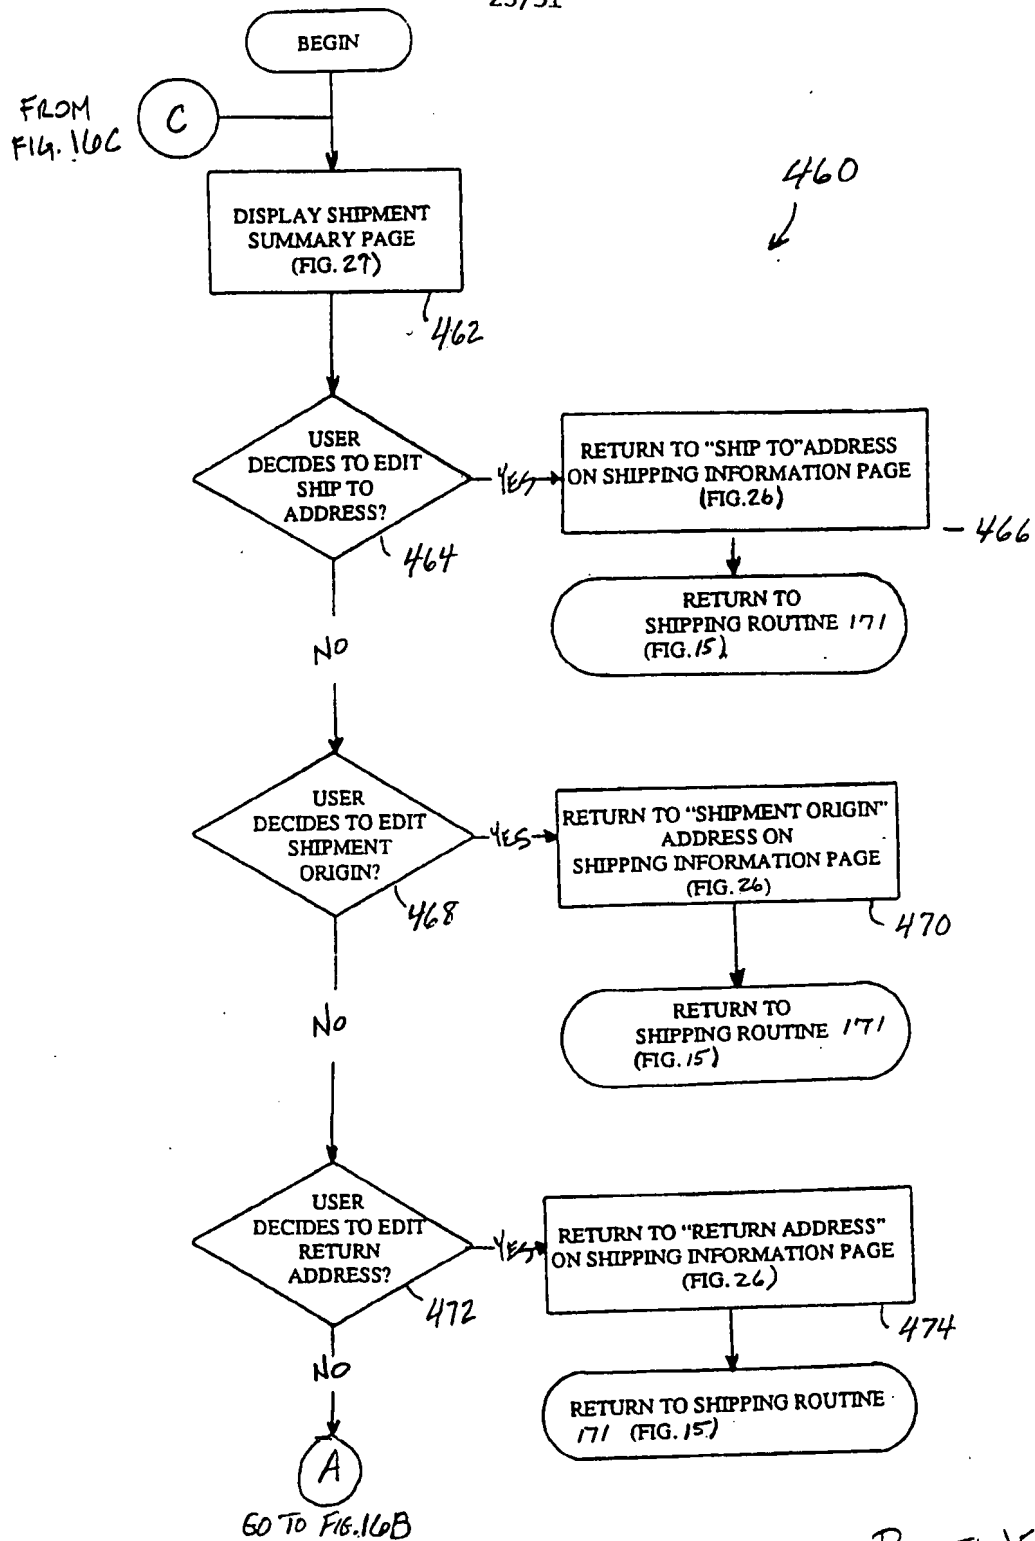 BEGIN
FROM
FIG. 16C
C
460
DISPLAY SHIPMENT
SUMMARY PAGE
(FIG. 27)
462
USER
DECIDES TO EDIT
SHIP TO
ADDRESS?
464
YES
RETURN TO "SHIP TO" ADDRESS
ON SHIPPING INFORMATION PAGE
(FIG. 26)
466
RETURN TO
SHIPPING ROUTINE 171
(FIG. 15)
NO
USER
DECIDES TO EDIT
SHIPMENT
ORIGIN?
468
YES
RETURN TO "SHIPMENT ORIGIN"
ADDRESS ON
SHIPPING INFORMATION PAGE
(FIG. 26)
470
RETURN TO
SHIPPING ROUTINE 171
(FIG. 15)
NO
USER
DECIDES TO EDIT
RETURN
ADDRESS?
472
YES
RETURN TO "RETURN ADDRESS"
ON SHIPPING INFORMATION PAGE
(FIG. 26)
474
RETURN TO SHIPPING ROUTINE
171 (FIG. 15)
NO
A
GO TO FIG. 16B